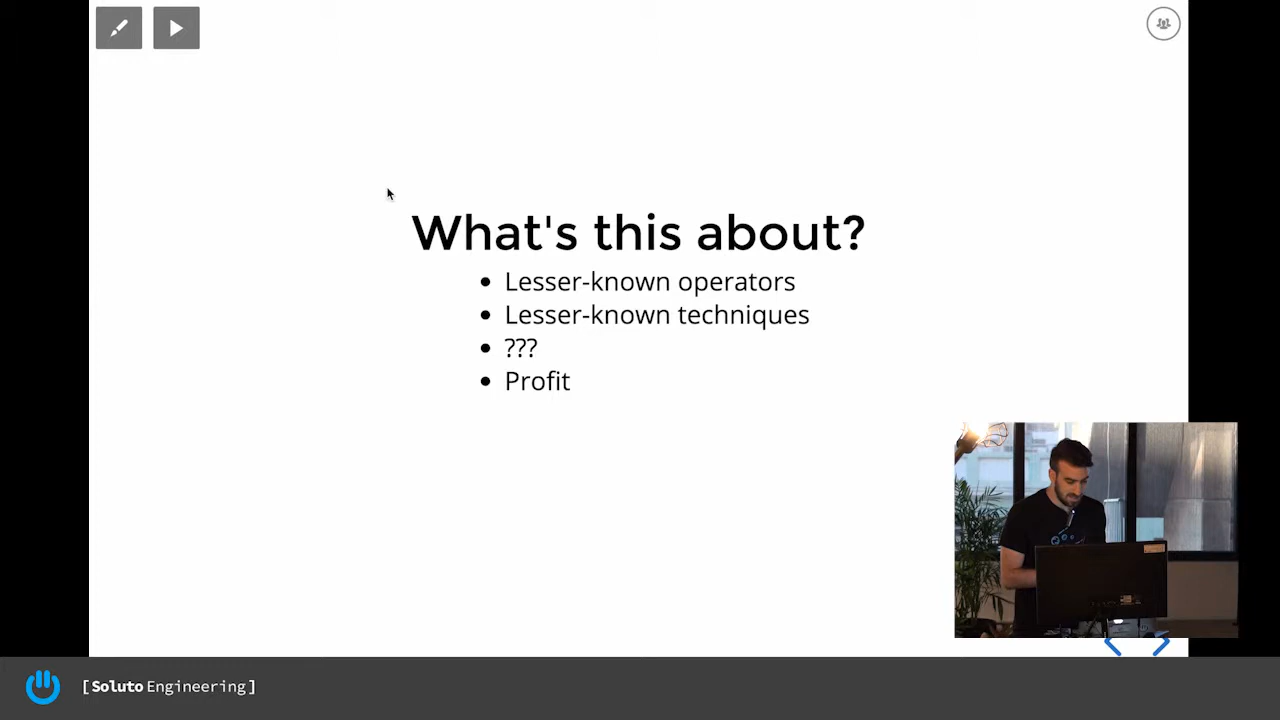 What's this about?
Lesser-known operators
Lesser-known techniques
???
Profit
[Soluto Engineering]